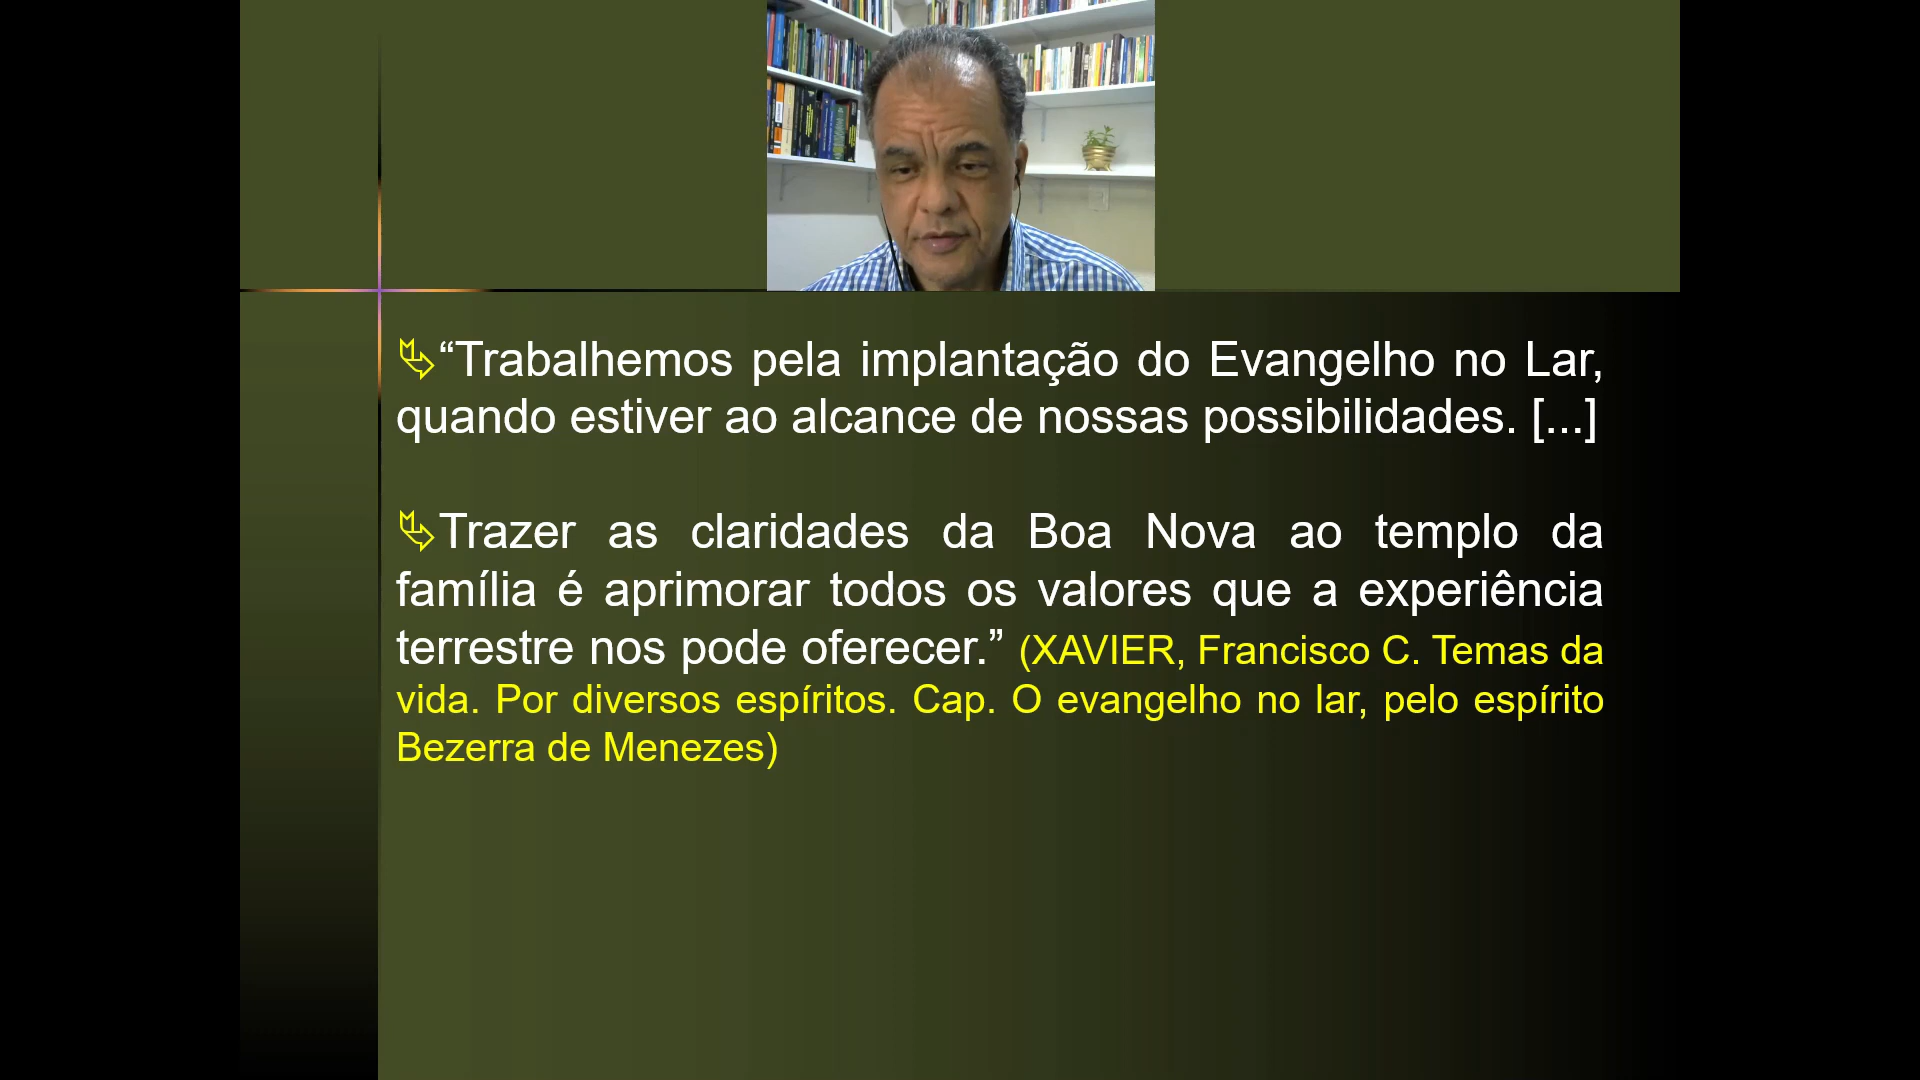 “Trabalhemos pela implantação do Evangelho no Lar,
quando estiver ao alcance de nossas possibilidades. [...]
Trazer as claridades da Boa Nova ao templo da
família é aprimorar todos os valores que a experiência
terrestre nos pode oferecer.” (XAVIER, Francisco C. Temas da
vida. Por diversos espíritos. Cap. O evangelho no lar, pelo espírito
Bezerra de Menezes)